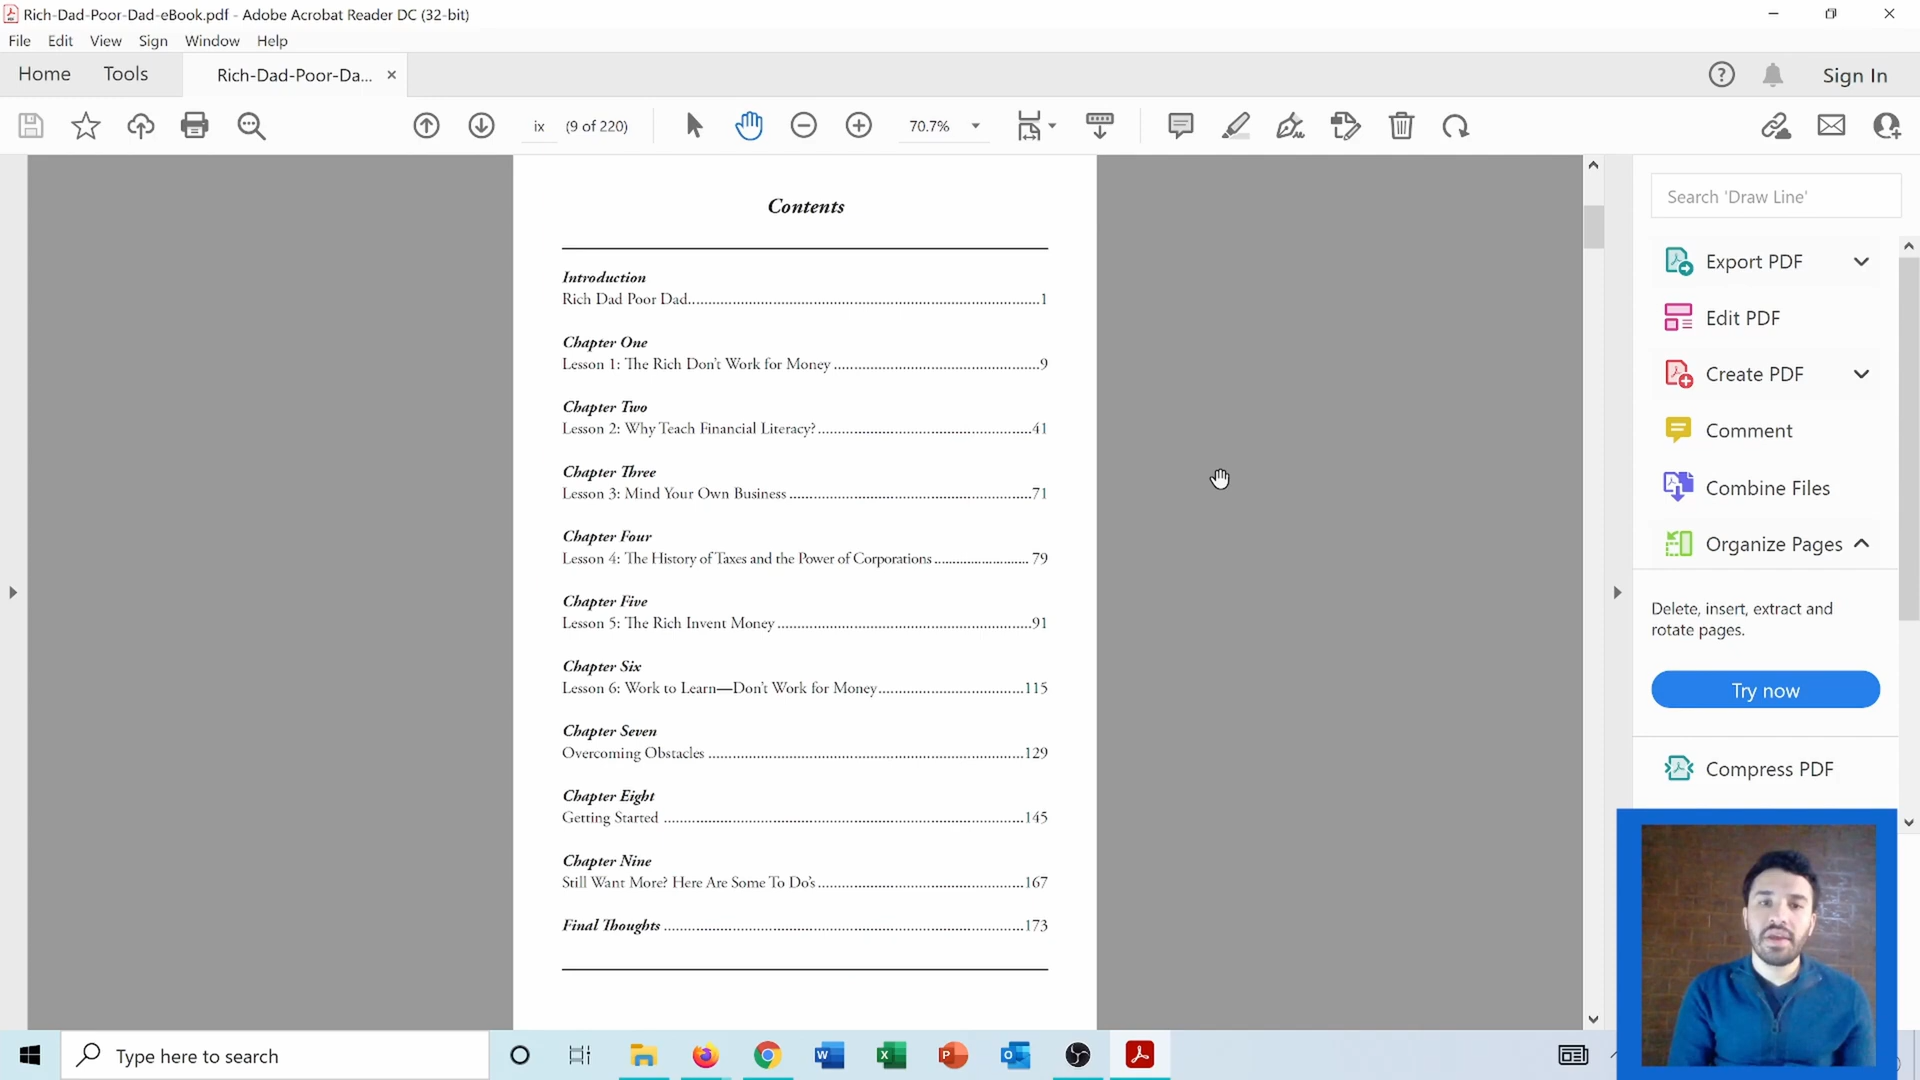 Rich-Dad-Poor-Dad-eBook.pdf - Adobe Acrobat Reader DC (32-bit)
File Edit View Sign Window Help
Home Tools Rich-Dad-Poor-Da... × Sign In
ix (9 of 220) 70.7%
Contents
Introduction
Rich Dad Poor Dad.......................................................................................1
Chapter One
Lesson 1: The Rich Don't Work for Money ...................................................9
Chapter Two
Lesson 2: Why Teach Financial Literacy?.....................................................41
Chapter Three
Lesson 3: Mind Your Own Business ............................................................71
Chapter Four
Lesson 4: The History of Taxes and the Power of Corporations ....................... 79
Chapter Five
Lesson 5: The Rich Invent Money ...............................................................91
Chapter Six
Lesson 6: Work to Learn—Don't Work for Money....................................115
Chapter Seven
Overcoming Obstacles ..............................................................................129
Chapter Eight
Getting Started .........................................................................................145
Chapter Nine
Still Want More? Here Are Some To Do's...................................................167
Final Thoughts .........................................................................................173
Search 'Draw Line'
Export PDF
Edit PDF
Create PDF
Comment
Combine Files
Organize Pages
Delete, insert, extract and
rotate pages.
Try now
Compress PDF
Type here to search